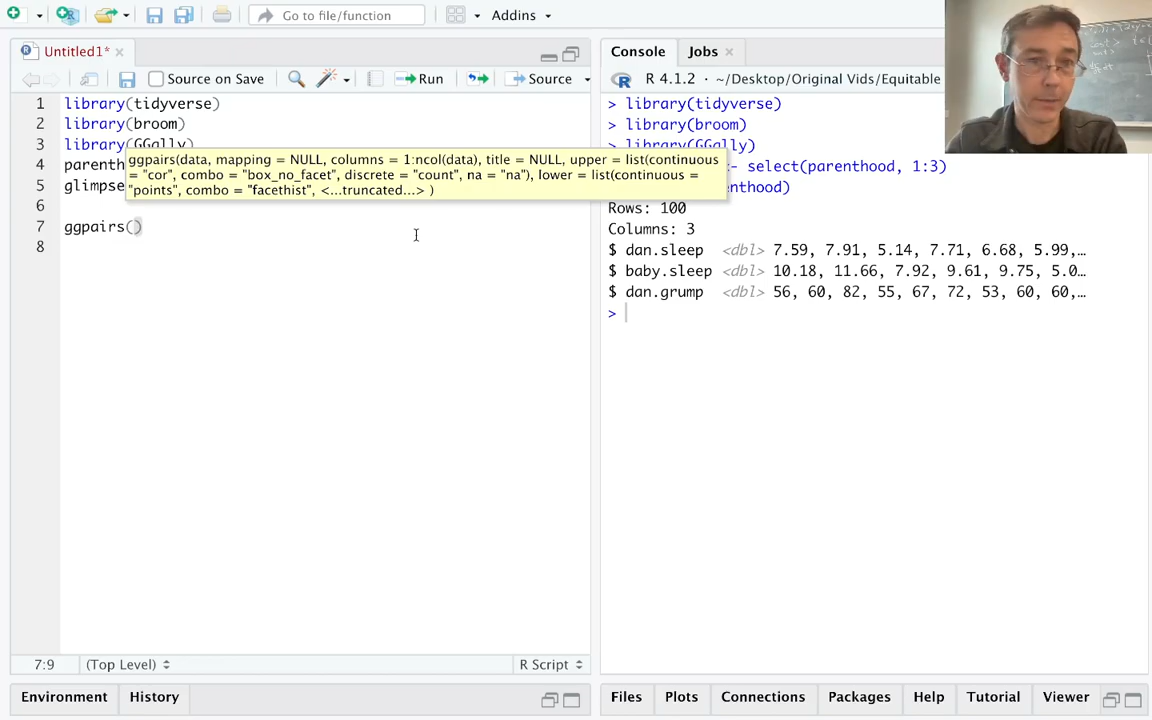 Go to file/function
Addins
Untitled1*
Source on Save
Run
Source
1 library(tidyverse)
2 library(broom)
3 library(GGally)
4 parenth
5 glimpse
6
7 ggpairs()
8
ggpairs(data, mapping = NULL, columns = 1:ncol(data), title = NULL, upper = list(continuous
= "cor", combo = "box_no_facet", discrete = "count", na = "na"), lower = list(continuous =
"points", combo = "facethist", <...truncated...> )
7:9
(Top Level)
R Script
Environment
History
Console
Jobs
R 4.1.2 · ~/Desktop/Original Vids/Equitable
> library(tidyverse)
> library(broom)
> library(GGally)
- select(parenthood, 1:3)
enthood)
Rows: 100
Columns: 3
$ dan.sleep <dbl> 7.59, 7.91, 5.14, 7.71, 6.68, 5.99,…
$ baby.sleep <dbl> 10.18, 11.66, 7.92, 9.61, 9.75, 5.0…
$ dan.grump <dbl> 56, 60, 82, 55, 67, 72, 53, 60, 60,…
>
Files
Plots
Connections
Packages
Help
Tutorial
Viewer